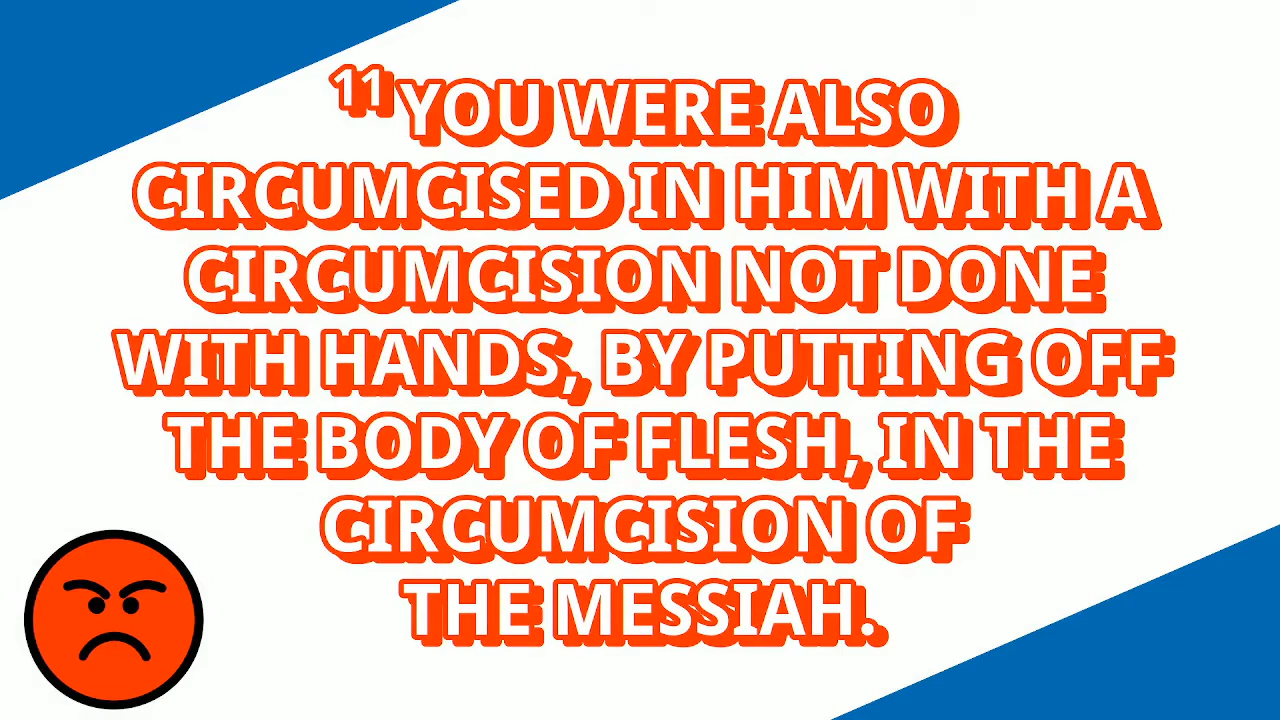 ¹¹ YOU WERE ALSO
CIRCUMCISED IN HIM WITH A
CIRCUMCISION NOT DONE
WITH HANDS, BY PUTTING OFF
THE BODY OF FLESH, IN THE
CIRCUMCISION OF
THE MESSIAH.